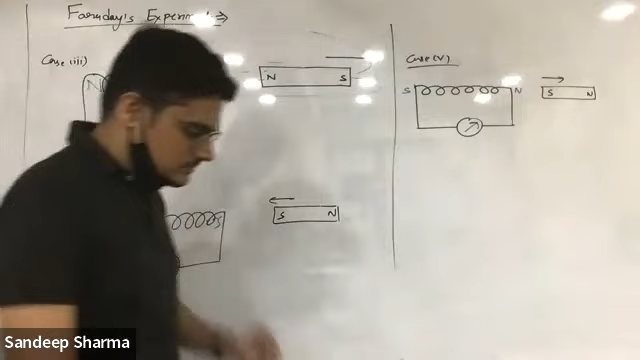 Faraday's Experiment ⇒
Case (iii)
N
N S
S
S N
Case (v)
S N
S N
Sandeep Sharma